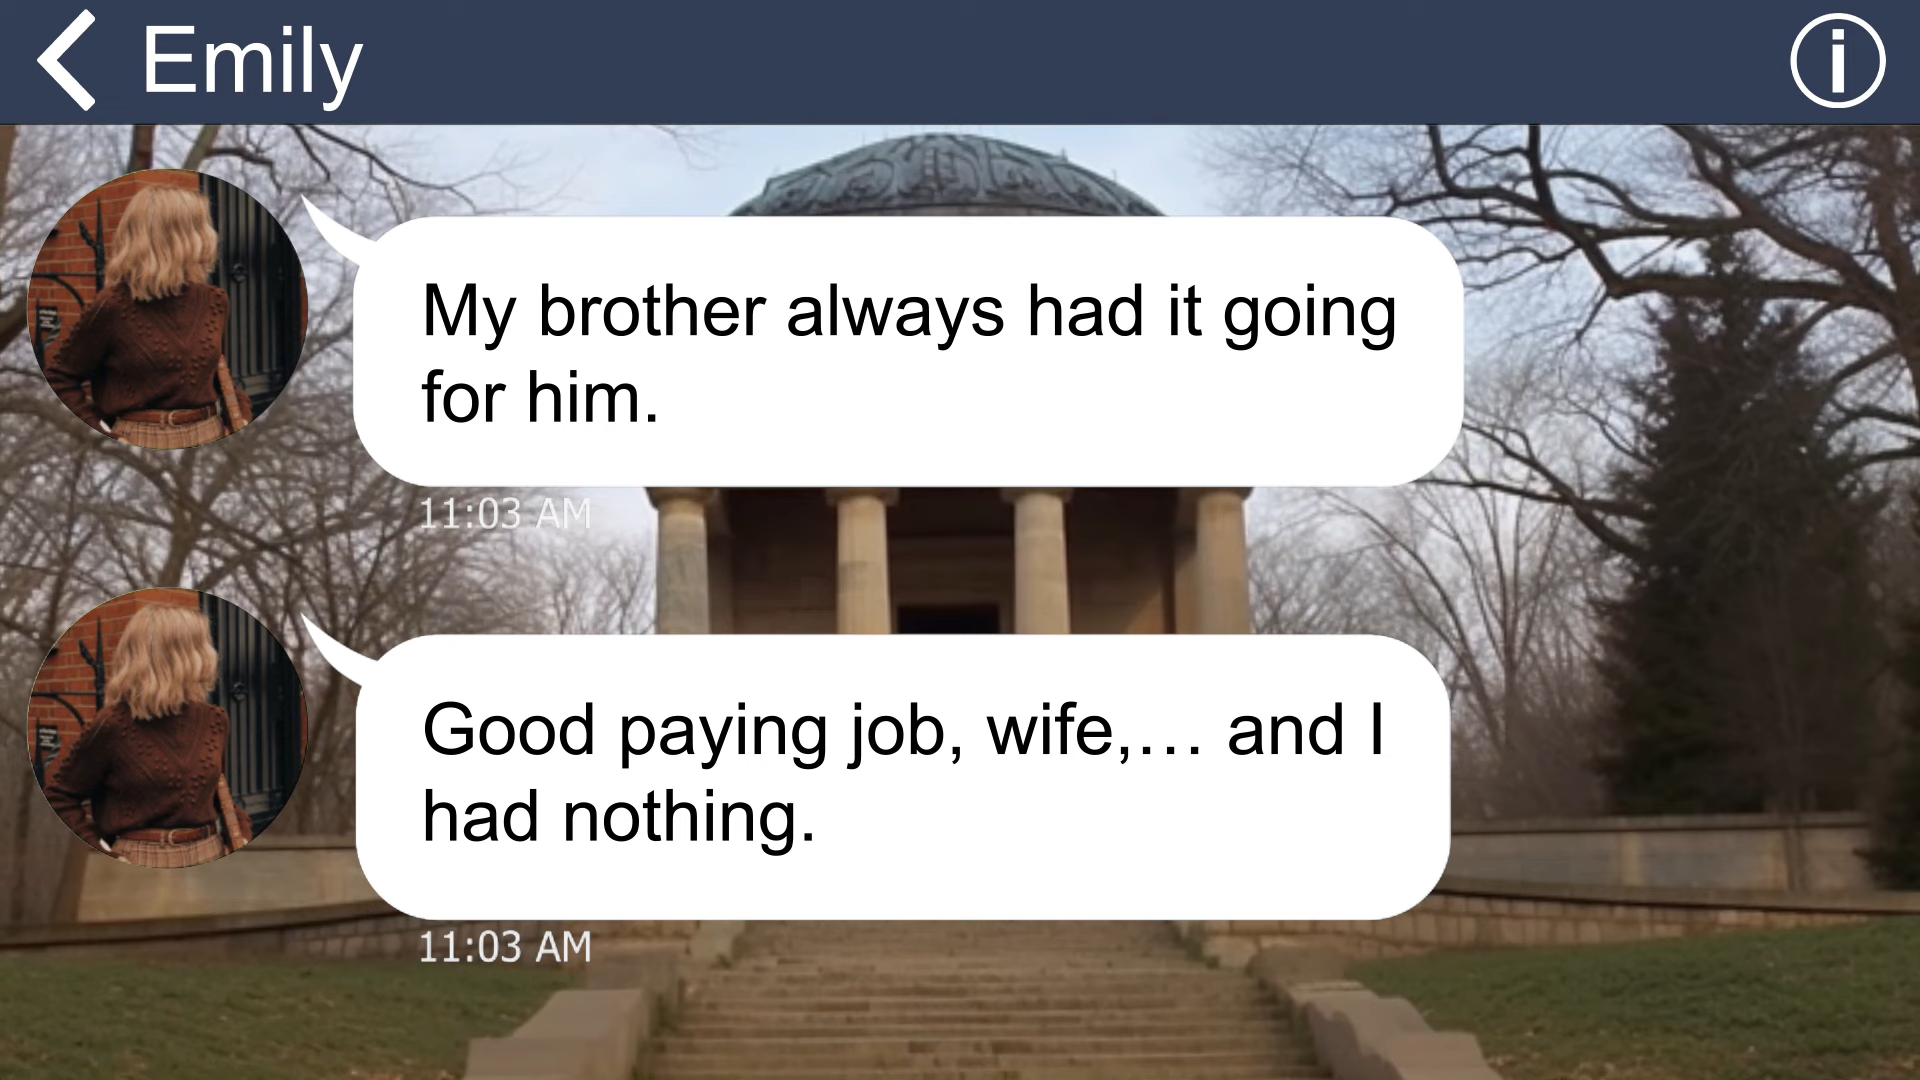 Emily
My brother always had it going
for him.
11:03 AM
Good paying job, wife,… and I
had nothing.
11:03 AM